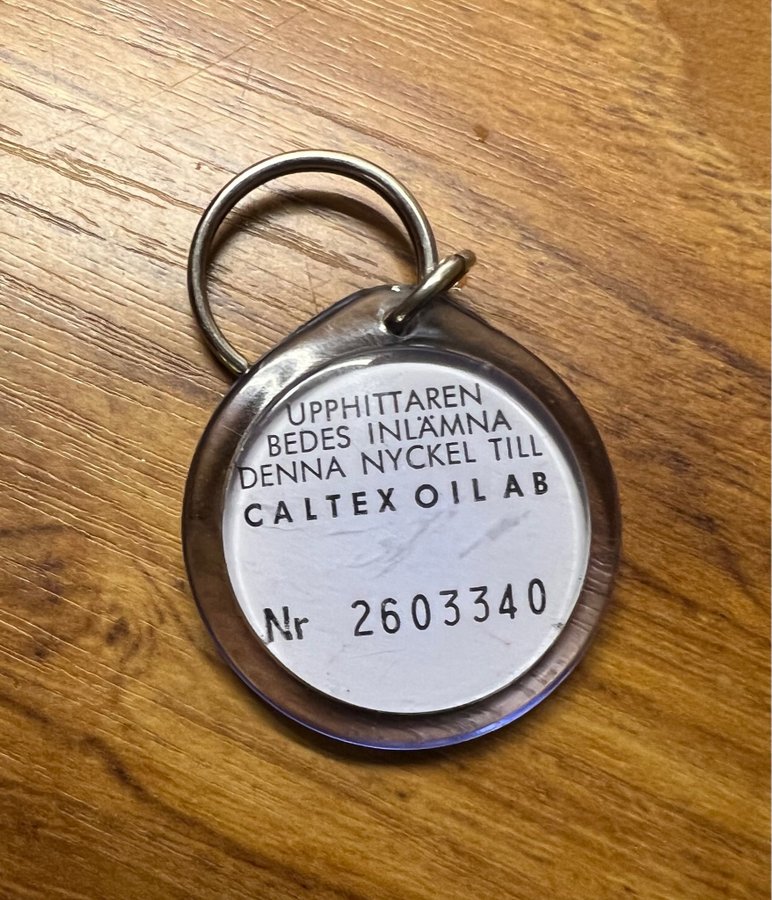 UPPHITTAREN
BEDES INLÄMNA
DENNA NYCKEL TILL
CALTEX OIL AB
Nr 2603340